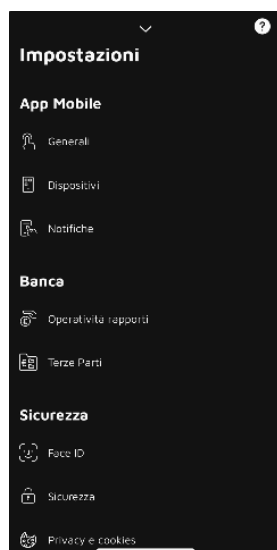 ?
Impostazioni
App Mobile
Generali
Dispositivi
Notifiche
Banca
Operatività rapporti
Terze Parti
Sicurezza
Face ID
Sicurezza
Privacy e cookies